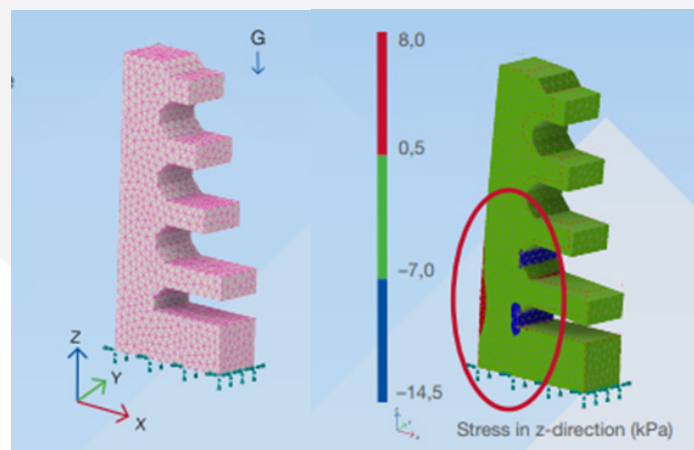 G
Z
Y
X
8,0
0,5
−7,0
−14,5
Stress in z-direction (kPa)